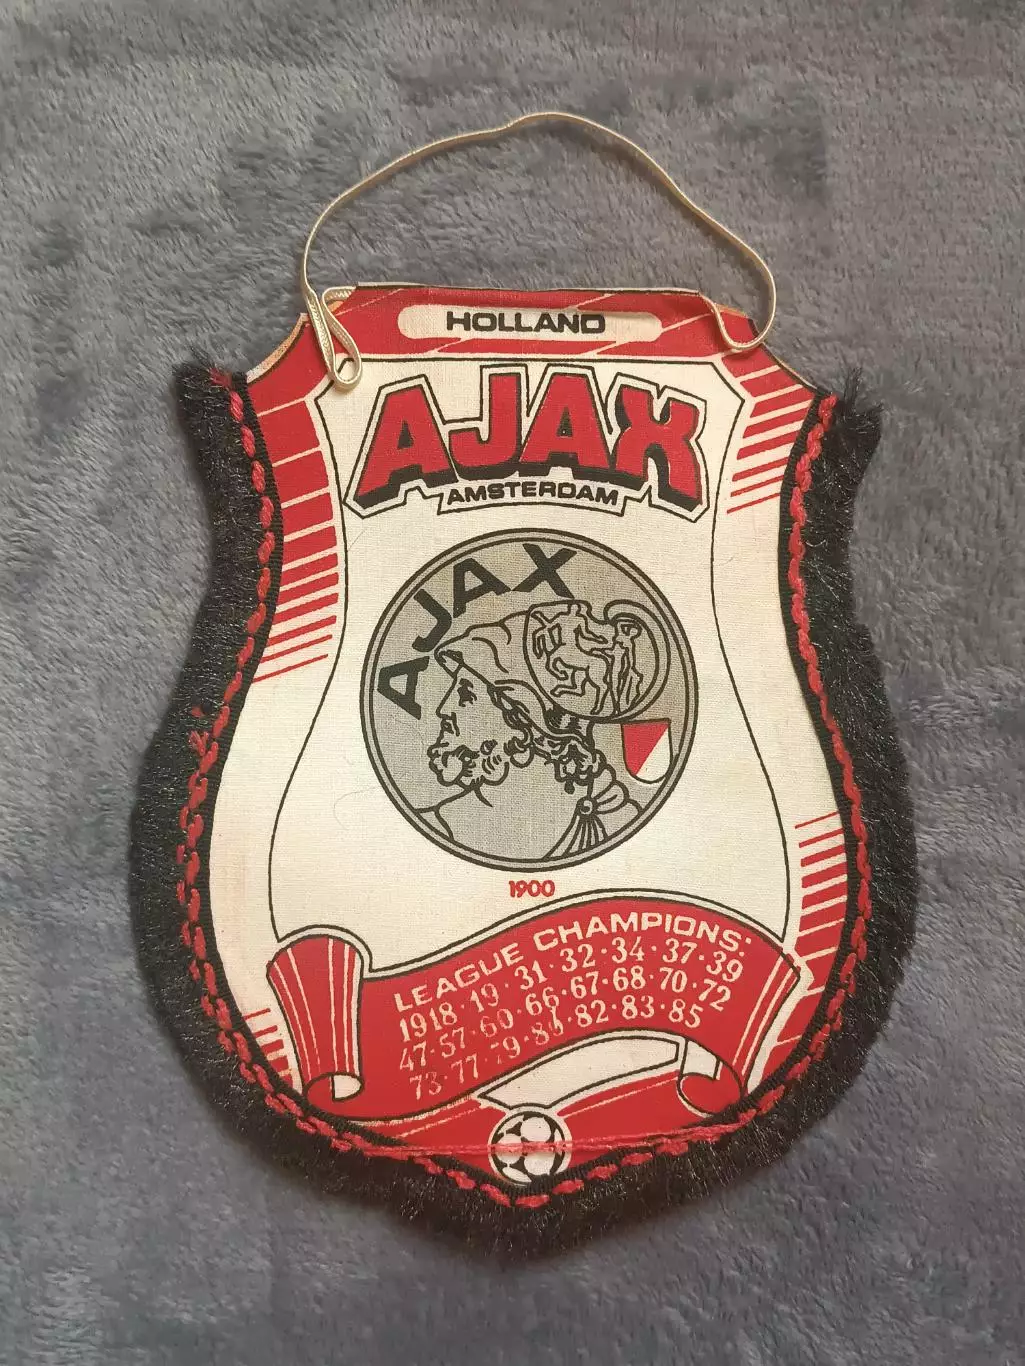 HOLLAND
AJAX
AMSTERDAM
AJAX
1900
LEAGUE CHAMPIONS:
1918·19·31·32·34·37·39
47·57·60·66·67·68·70·72
73·77·79·80·82·83·85